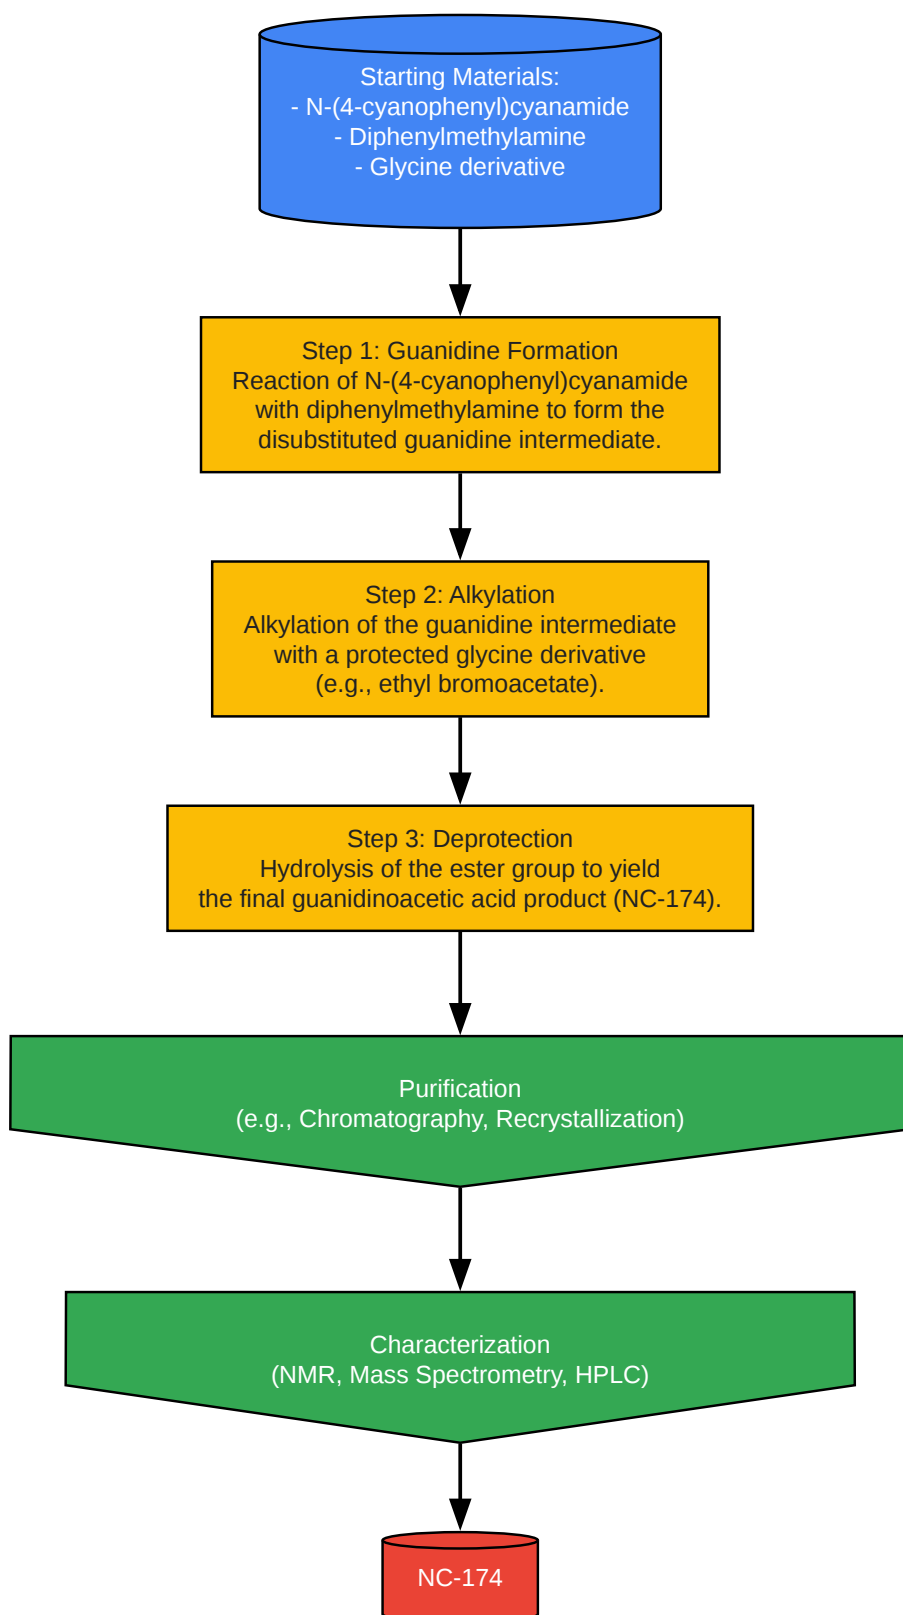 Starting Materials:
- N-(4-cyanophenyl)cyanamide
- Diphenylmethylamine
- Glycine derivative
Step 1: Guanidine Formation
Reaction of N-(4-cyanophenyl)cyanamide
with diphenylmethylamine to form the
disubstituted guanidine intermediate.
Step 2: Alkylation
Alkylation of the guanidine intermediate
with a protected glycine derivative
(e.g., ethyl bromoacetate).
Step 3: Deprotection
Hydrolysis of the ester group to yield
the final guanidinoacetic acid product (NC-174).
Purification
(e.g., Chromatography, Recrystallization)
Characterization
(NMR, Mass Spectrometry, HPLC)
NC-174